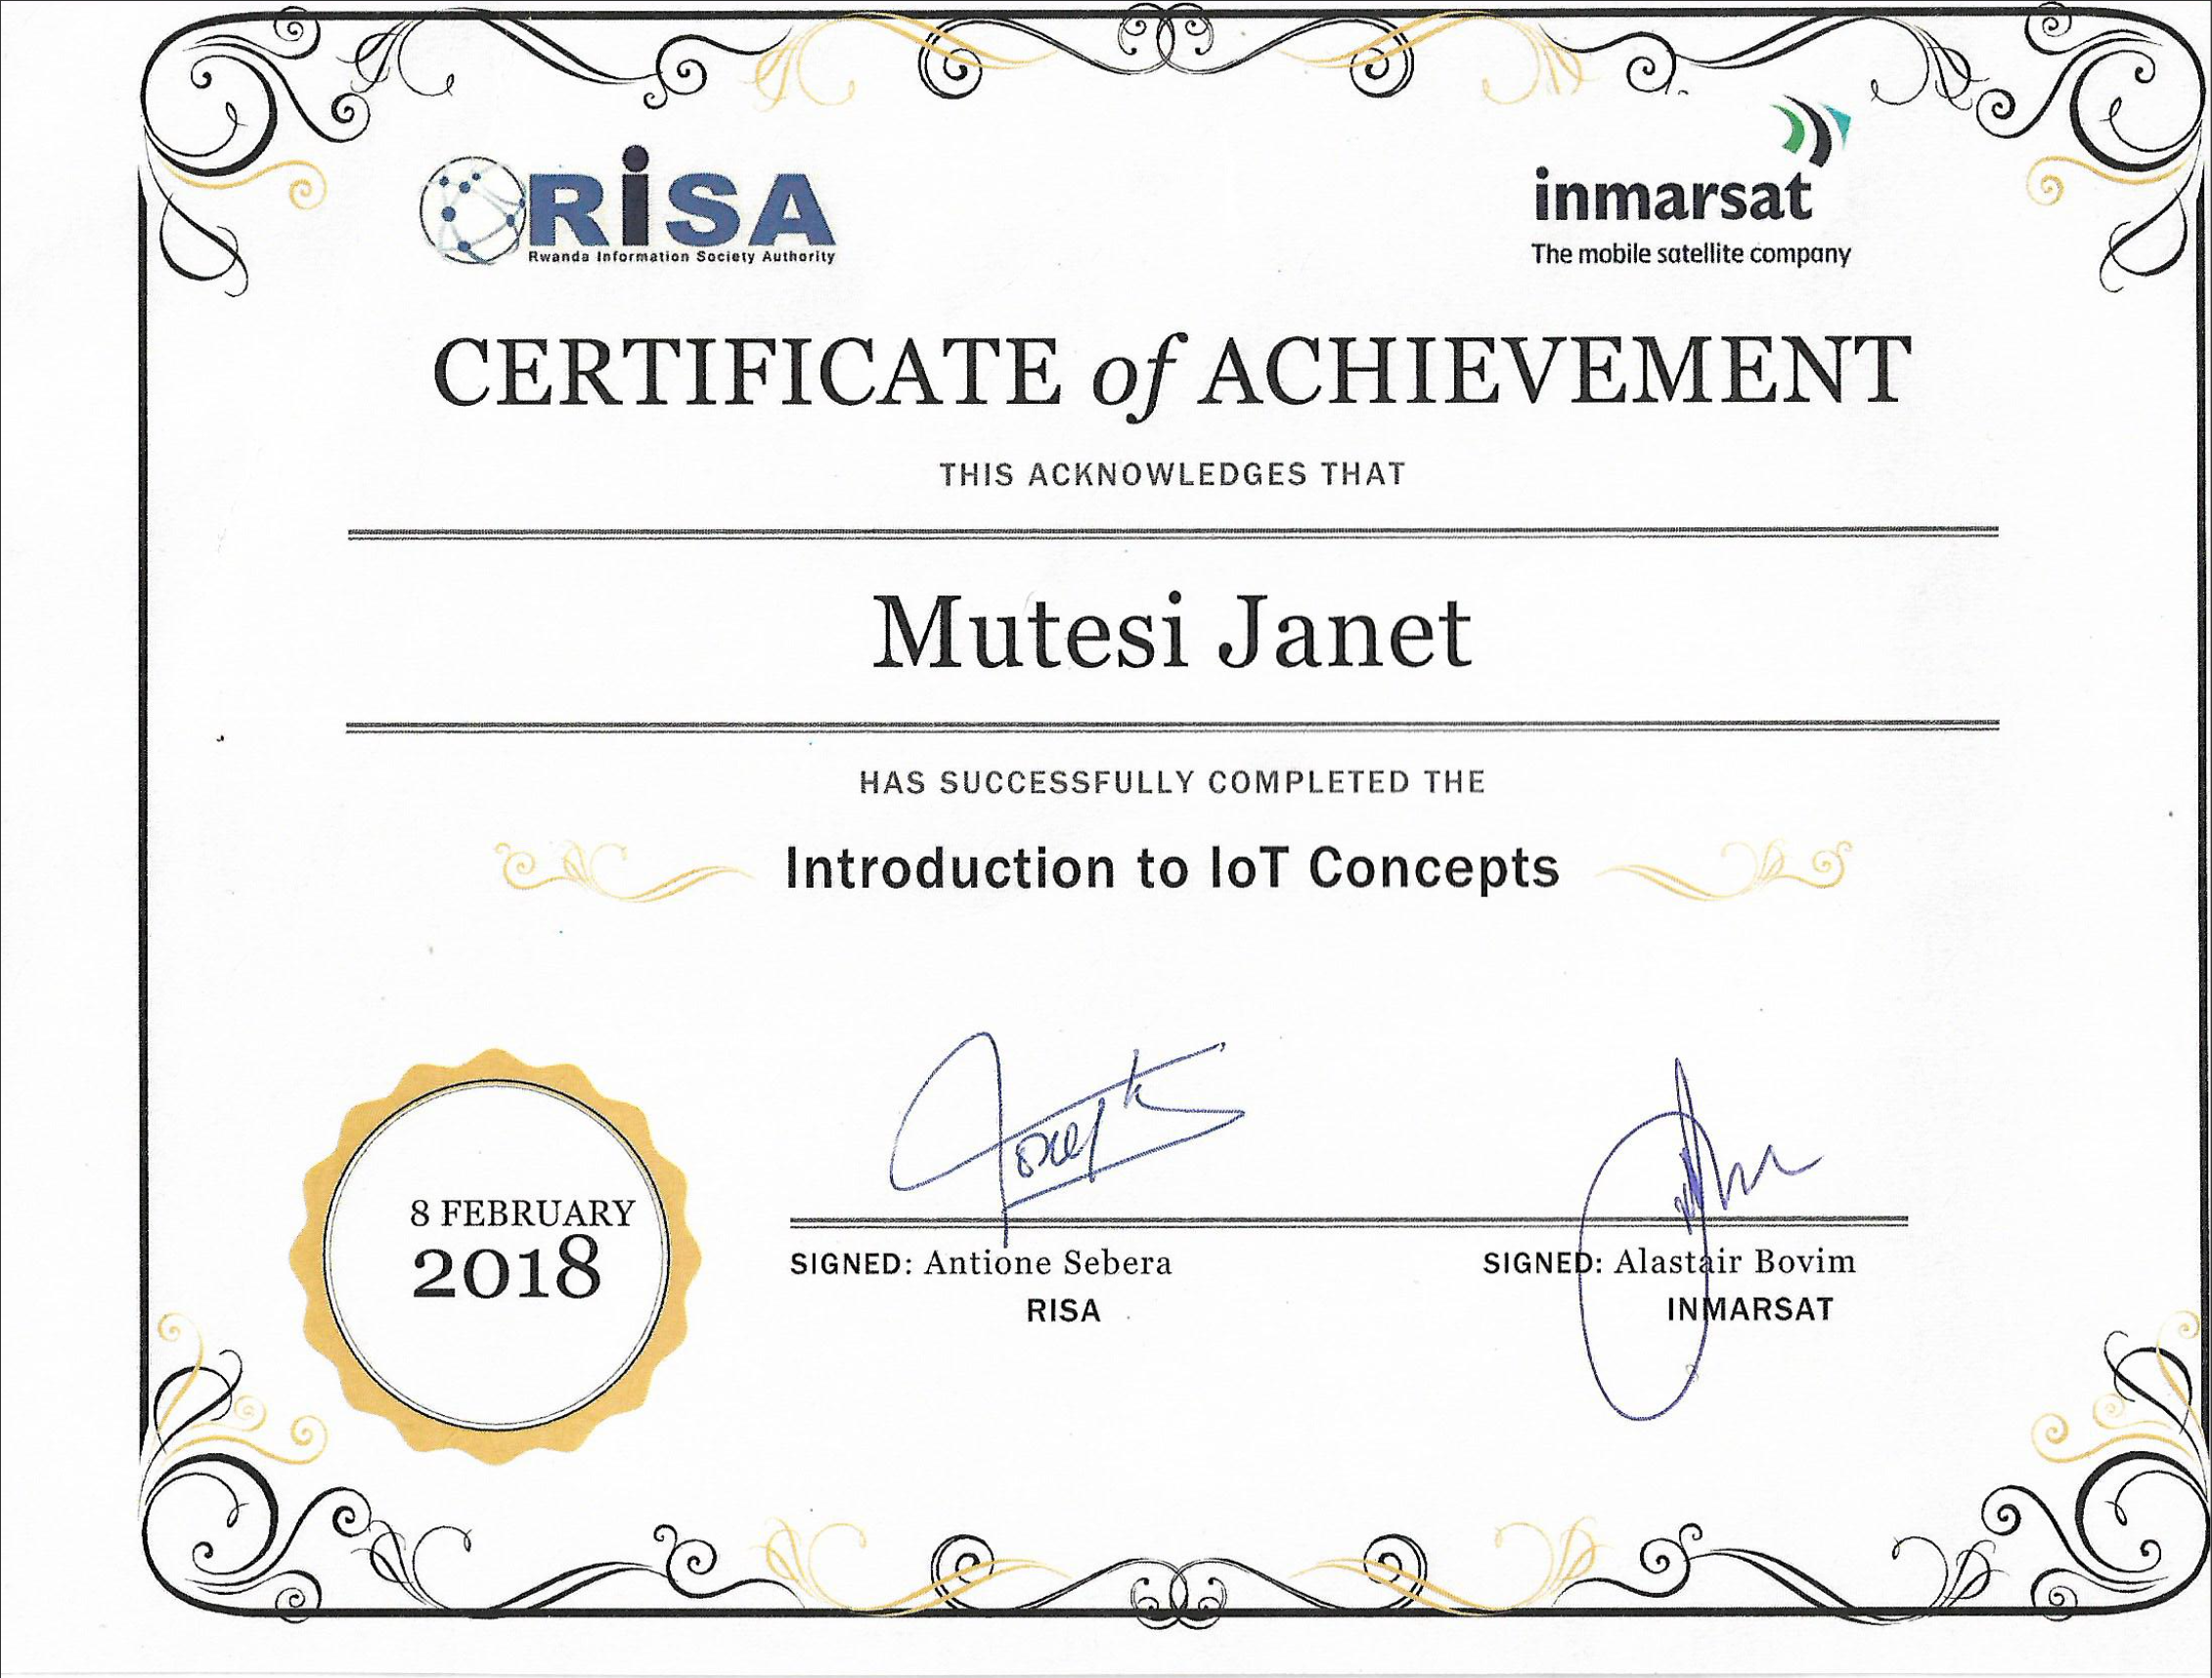 RiSA
Rwanda Information Society Authority
inmarsat
The mobile satellite company
CERTIFICATE of ACHIEVEMENT
THIS ACKNOWLEDGES THAT
Mutesi Janet
HAS SUCCESSFULLY COMPLETED THE
Introduction to IoT Concepts
8 FEBRUARY
2018
SIGNED: Antione Sebera
RISA
SIGNED: Alastair Bovim
INMARSAT